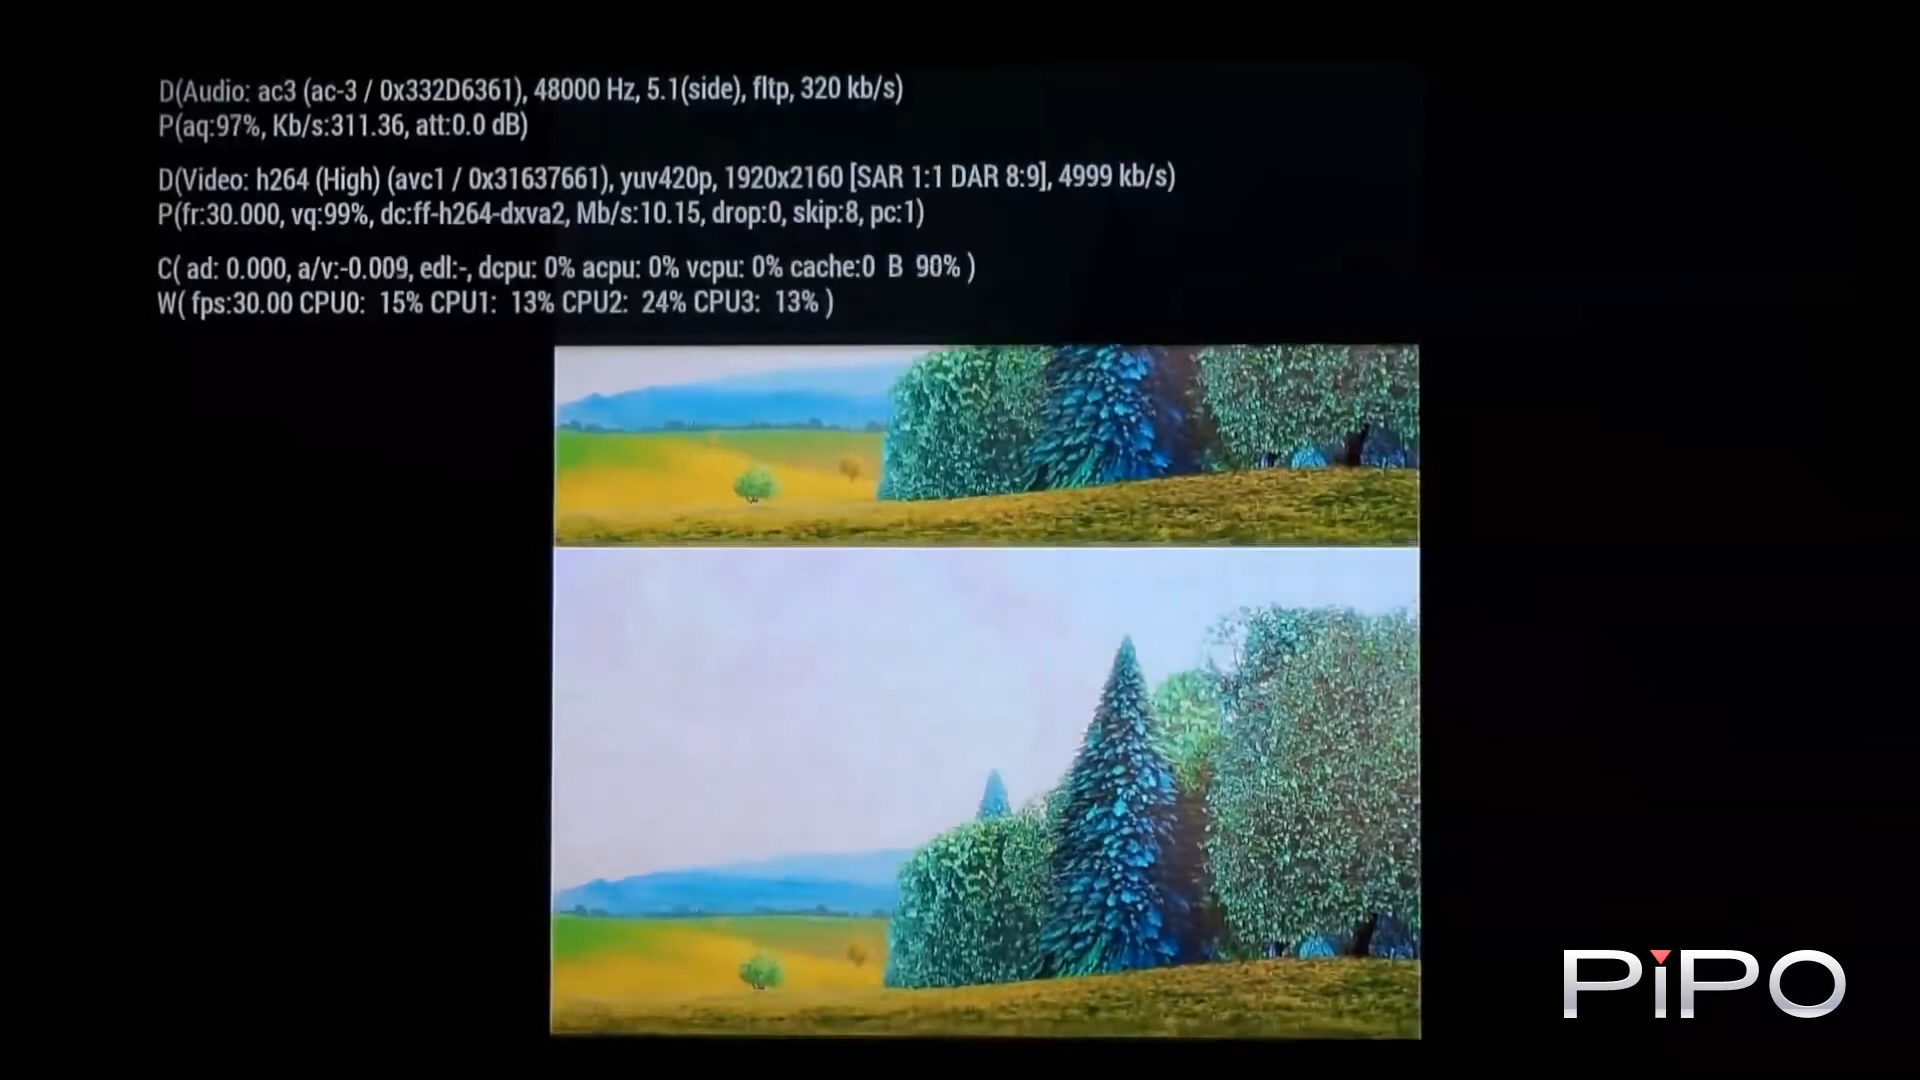 D(Audio: ac3 (ac-3 / 0x332D6361), 48000 Hz, 5.1(side), fltp, 320 kb/s)
P(aq:97%, Kb/s:311.36, att:0.0 dB)
D(Video: h264 (High) (avc1 / 0x31637661), yuv420p, 1920x2160 [SAR 1:1 DAR 8:9], 4999 kb/s)
P(fr:30.000, vq:99%, dc:ff-h264-dxva2, Mb/s:10.15, drop:0, skip:8, pc:1)
C( ad: 0.000, a/v:-0.009, edl:-, dcpu: 0% acpu: 0% vcpu: 0% cache:0 B 90% )
W( fps:30.00 CPU0: 15% CPU1: 13% CPU2: 24% CPU3: 13% )
PiPO